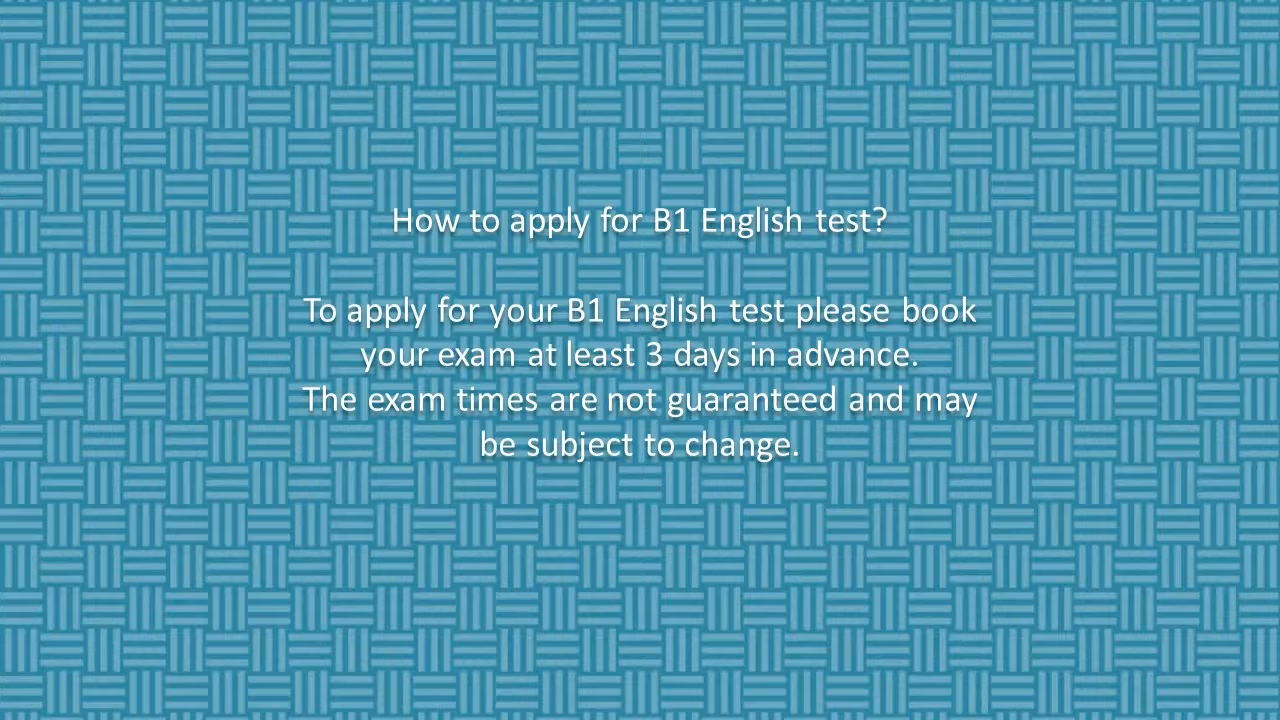 How to apply for B1 English test?
To apply for your B1 English test please book
your exam at least 3 days in advance.
The exam times are not guaranteed and may
be subject to change.